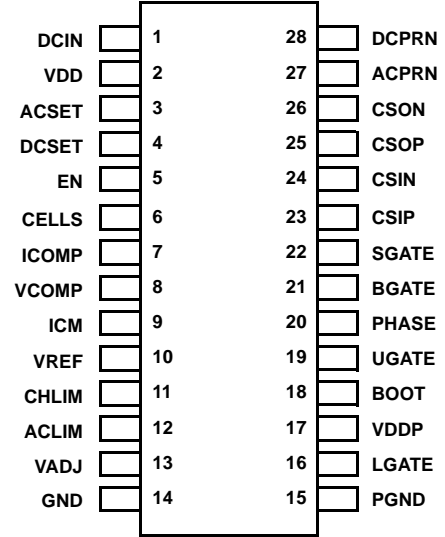 DCIN 1 28 DCPRN
VDD 2 27 ACPRN
ACSET 3 26 CSON
DCSET 4 25 CSOP
EN 5 24 CSIN
CELLS 6 23 CSIP
ICOMP 7 22 SGATE
VCOMP 8 21 BGATE
ICM 9 20 PHASE
VREF 10 19 UGATE
CHLIM 11 18 BOOT
ACLIM 12 17 VDDP
VADJ 13 16 LGATE
GND 14 15 PGND